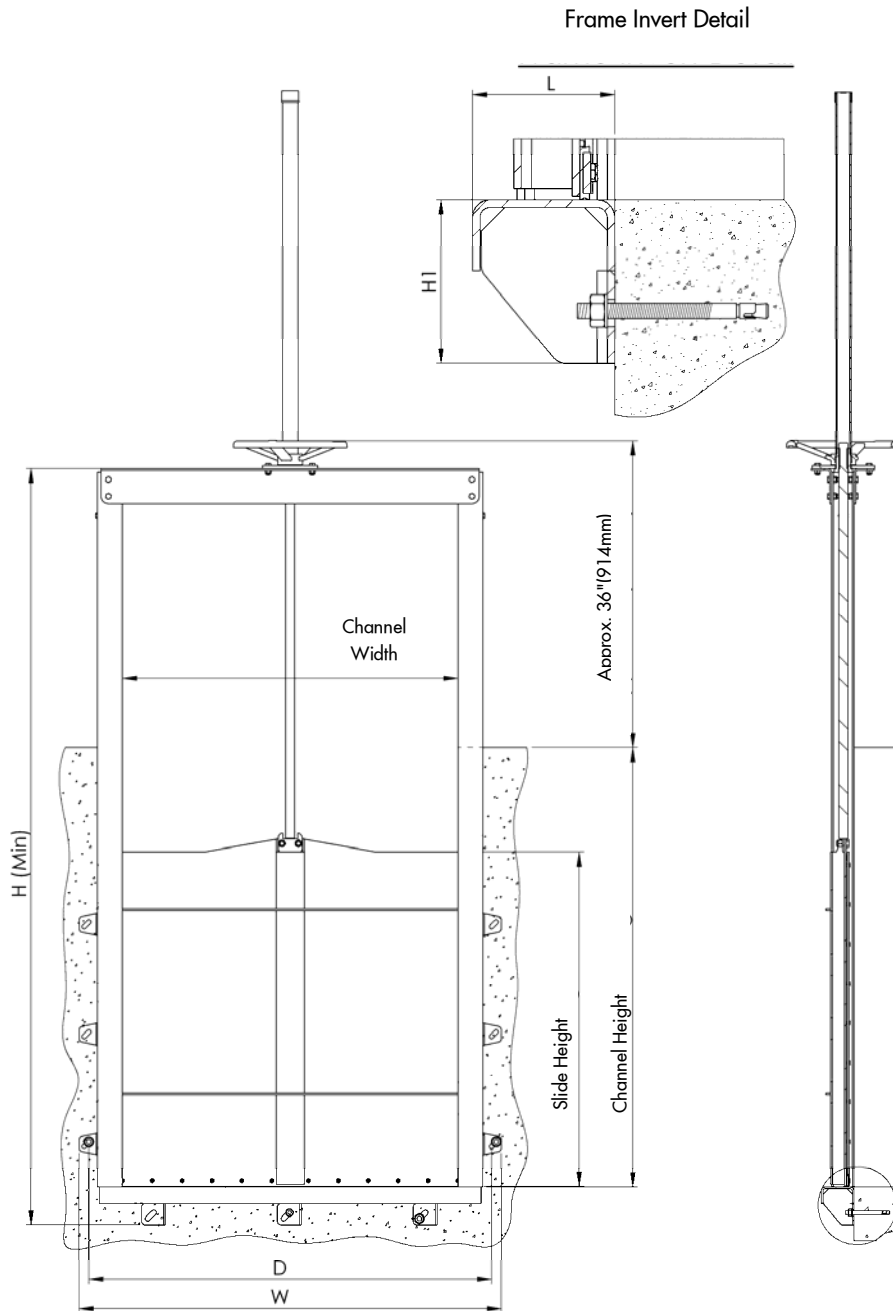 Frame Invert Detail
L
H1
Approx. 36"(914mm)
Channel
Width
H (Min)
Slide Height
Channel Height
D
W